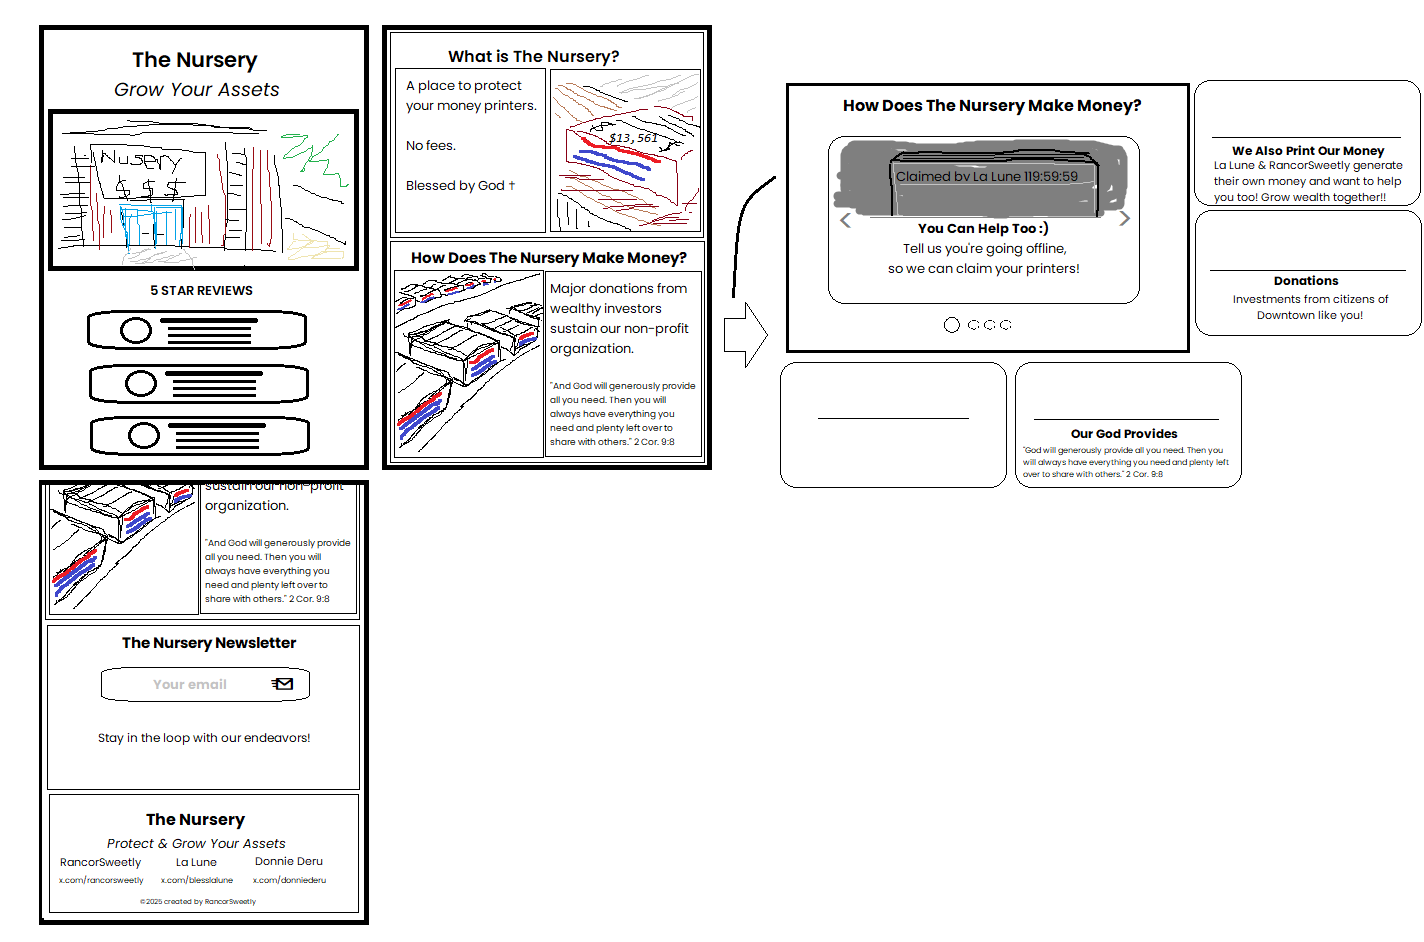 The Nursery
Grow Your Assets
NURSERY
$ $ $
5 STAR REVIEWS
What is The Nursery?
A place to protect
your money printers.
No fees.
Blessed by God †
$13,561
How Does The Nursery Make Money?
Major donations from
wealthy investors
sustain our non-profit
organization.
"And God will generously provide
all you need. Then you will
always have everything you
need and plenty left over to
share with others." 2 Cor. 9:8
How Does The Nursery Make Money?
Claimed by La Lune 119:59:59
You Can Help Too :)
Tell us you're going offline,
so we can claim your printers!
We Also Print Our Money
La Lune & RancorSweetly generate
their own money and want to help
you too! Grow wealth together!!
Donations
Investments from citizens of
Downtown like you!
Our God Provides
"God will generously provide all you need. Then you
will always have everything you need and plenty left
over to share with others." 2 Cor. 9:8
sustain our non-profit
organization.
"And God will generously provide
all you need. Then you will
always have everything you
need and plenty left over to
share with others." 2 Cor. 9:8
The Nursery Newsletter
Your email
Stay in the loop with our endeavors!
The Nursery
Protect & Grow Your Assets
RancorSweetly La Lune Donnie Deru
x.com/rancorsweetly x.com/blesslalune x.com/donniederu
©2025 created by RancorSweetly